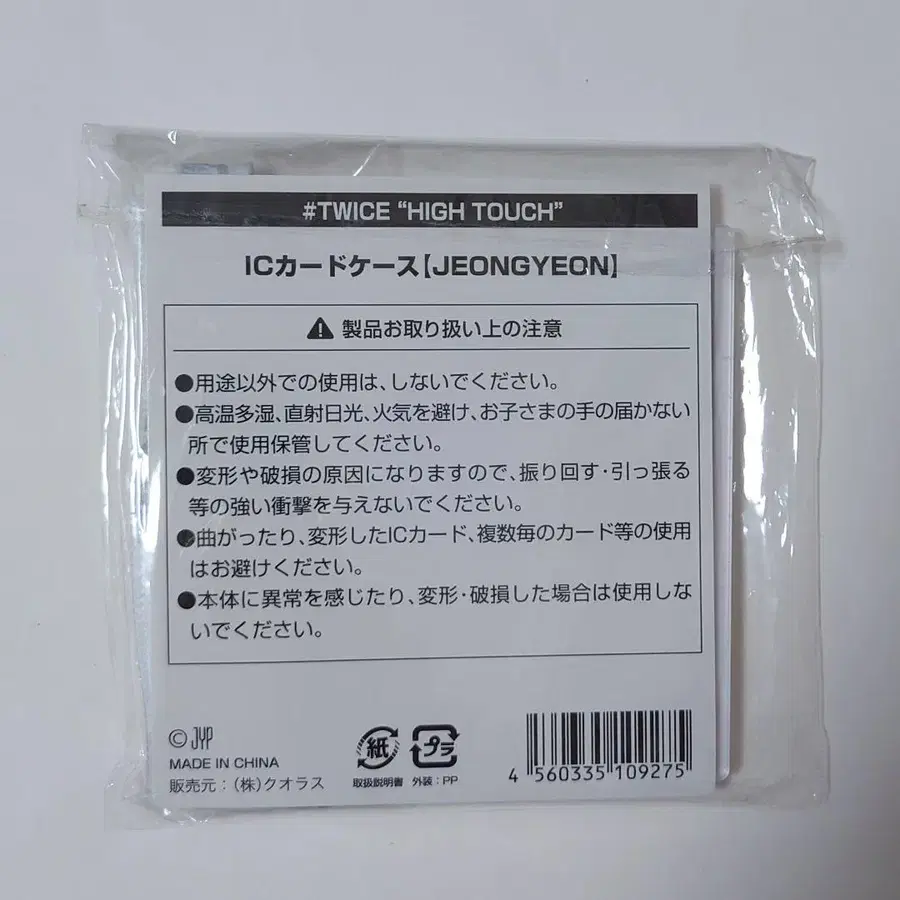 #TWICE “HIGH TOUCH”
ICカードケース【JEONGYEON】
製品お取り扱い上の注意
●用途以外での使用は、しないでください。
●高温多湿、直射日光、火気を避け、お子さまの手の届かない
所で使用保管してください。
●変形や破損の原因になりますので、振り回す・引っ張る
等の強い衝撃を与えないでください。
●曲がったり、変形したICカード、複数毎のカード等の使用
はお避けください。
●本体に異常を感じたり、変形・破損した場合は使用しな
いでください。
© JYP
MADE IN CHINA
販売元：(株)クオラス
紙
取扱説明書
プラ
外装：PP
4 560335 109275